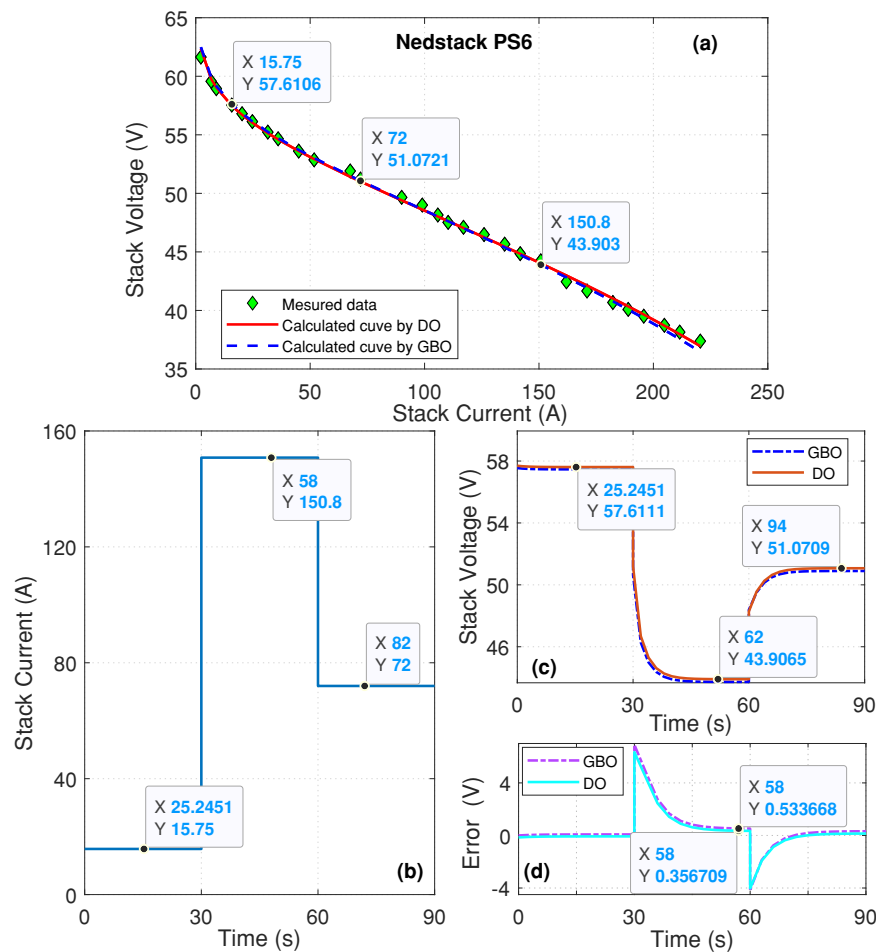 Nedstack PS6
(a)
65
60
55
50
45
40
35
Stack Voltage (V)
X 15.75
Y 57.6106
X 72
Y 51.0721
X 150.8
Y 43.903
Mesured data
Calculated cuve by DO
Calculated cuve by GBO
0 50 100 150 200 250
Stack Current (A)
160
120
80
40
0
Stack Current (A)
X 58
Y 150.8
X 82
Y 72
X 25.2451
Y 15.75
(b)
0 30 60 90
Time (s)
58
54
50
46
Stack Voltage (V)
GBO
DO
X 25.2451
Y 57.6111
X 94
Y 51.0709
X 62
Y 43.9065
(c)
0 30 60 90
Time (s)
4
0
-4
Error (V)
GBO
DO
X 58
Y 0.533668
X 58
Y 0.356709
(d)
0 30 60 90
Time (s)